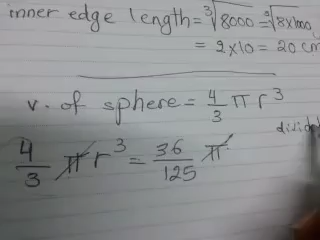 inner edge length = ∛8000 = ∛8×1000
= 2×10 = 20 cm
v. of sphere = 4/3 π r³
4/3 π r³ = 36/125 π